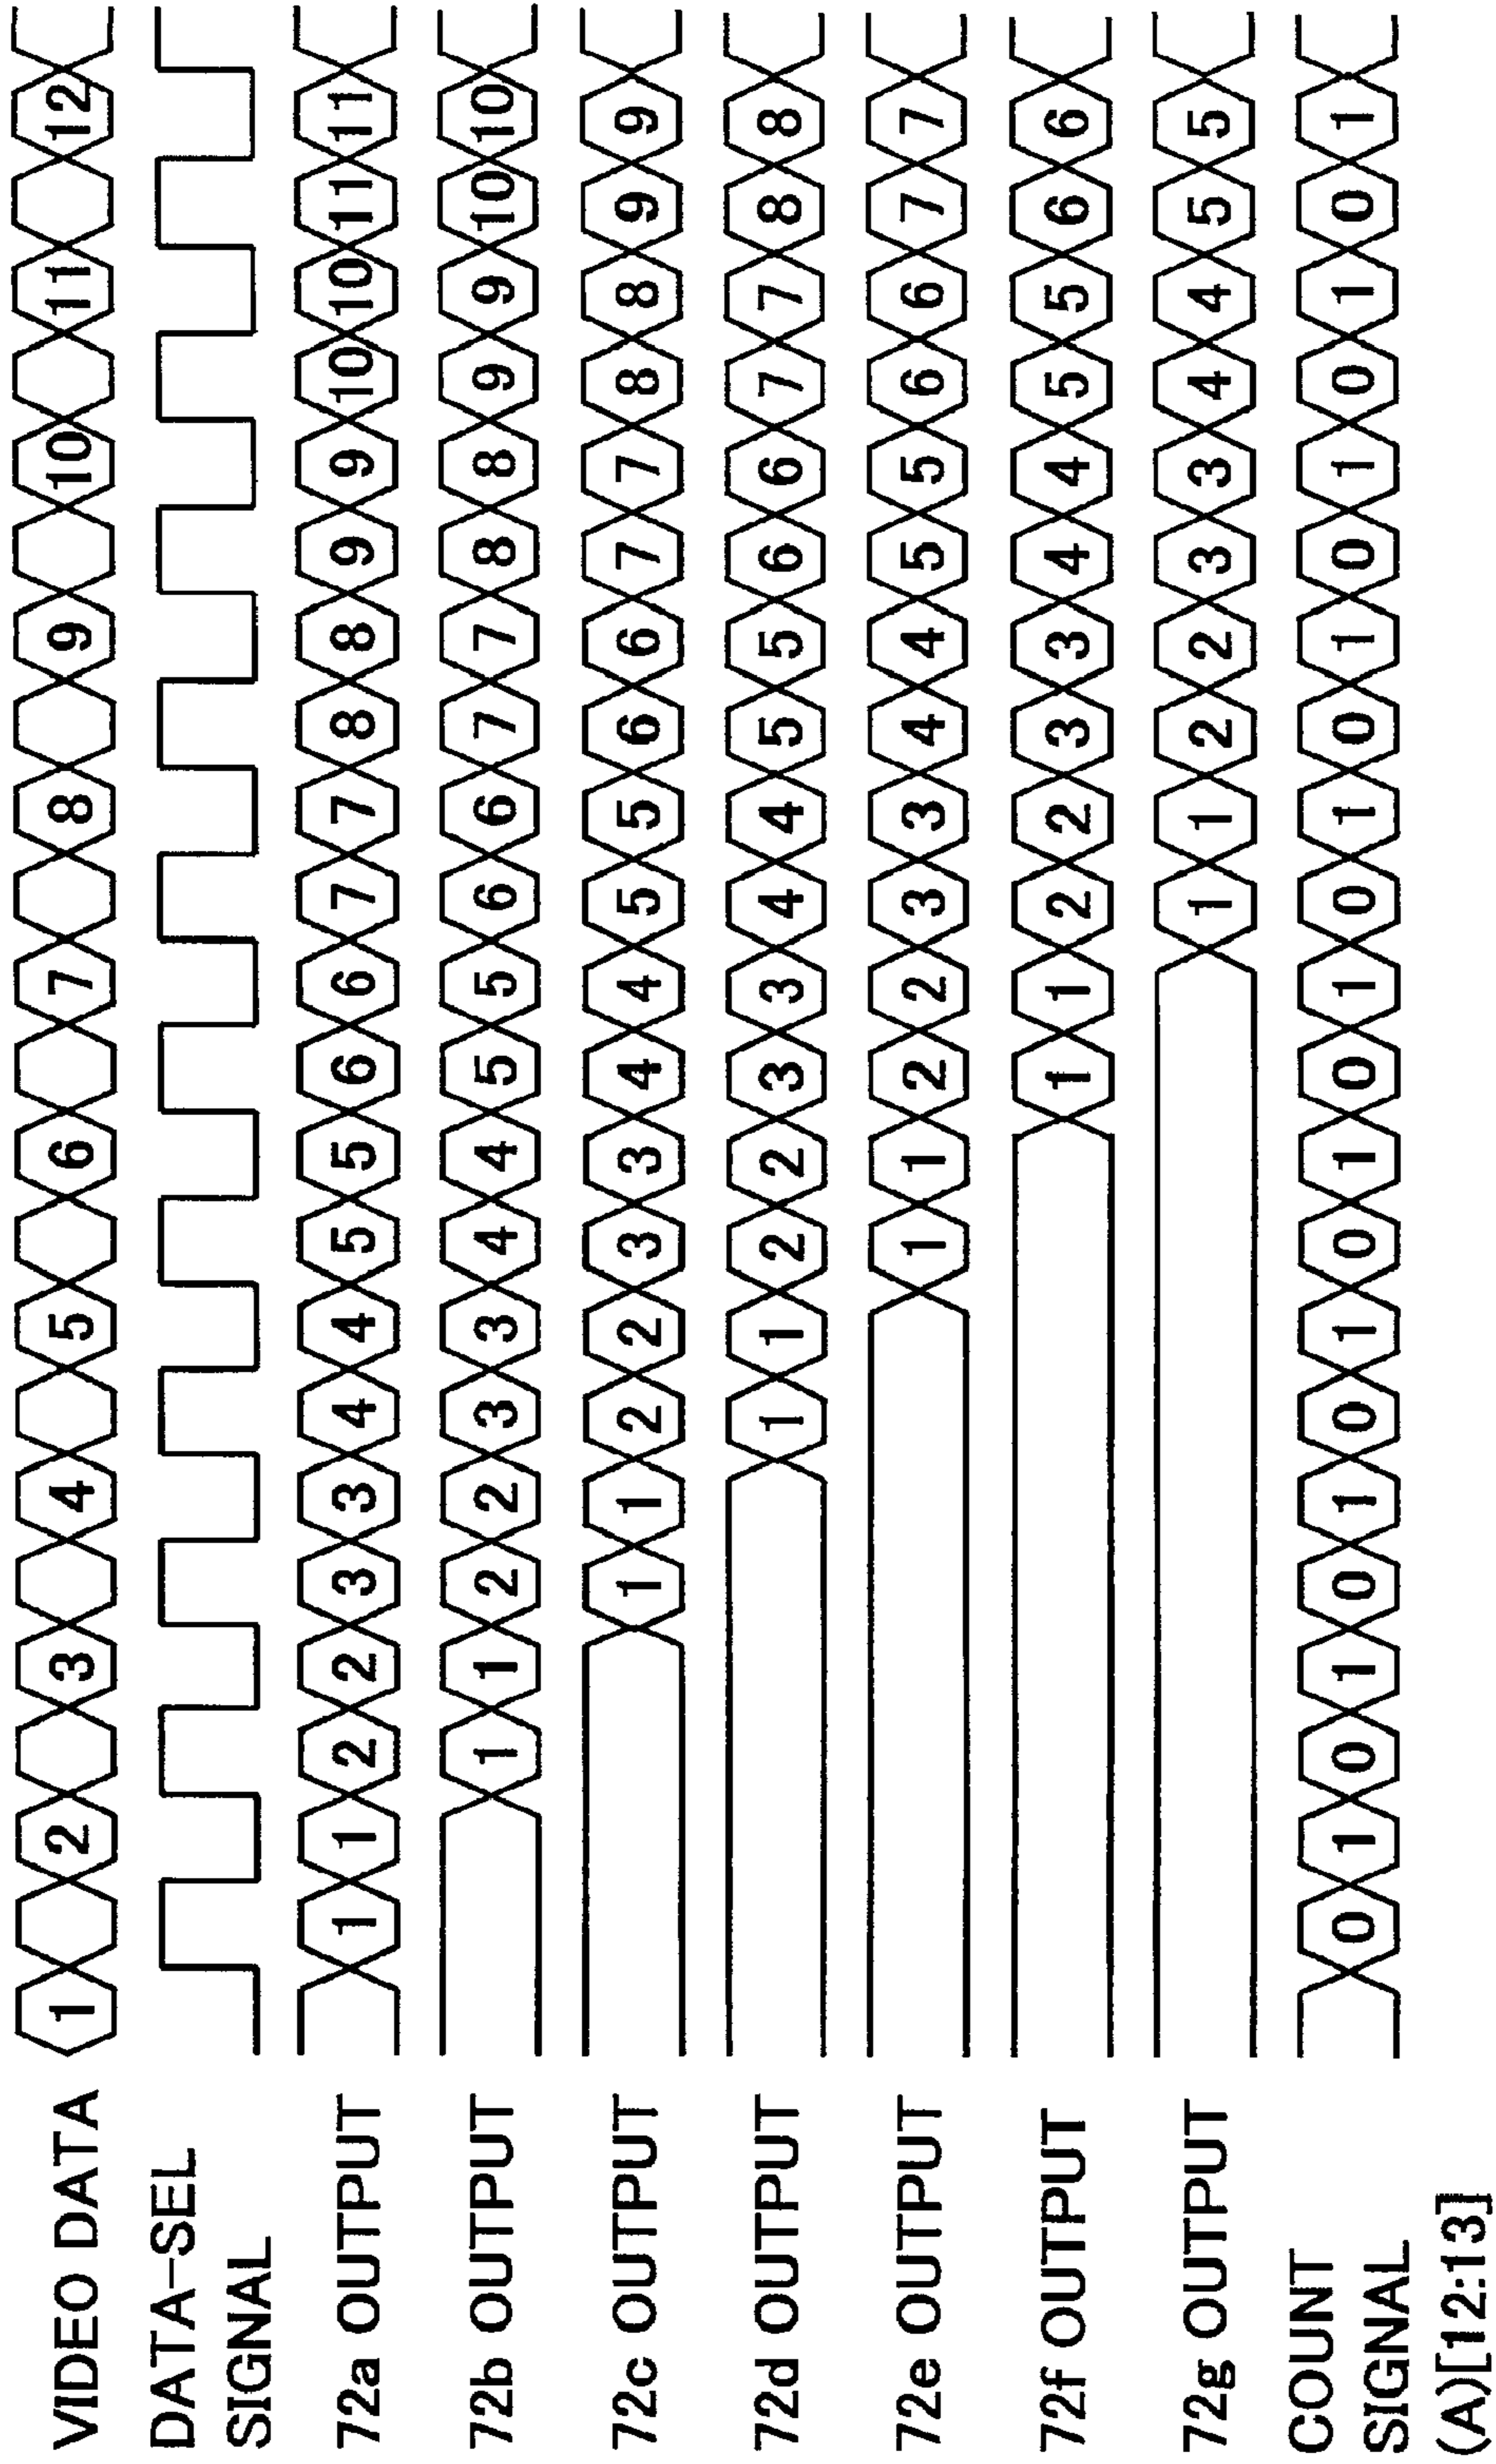 VIDEO DATA 1 2 3 4 5 6 7 8 9 10 11 12
DATA-SEL
SIGNAL
72a OUTPUT 1 1 2 2 3 3 4 4 5 5 6 6 7 7 8 8 9 9 10 10 11 11
72b OUTPUT 1 1 2 2 3 3 4 4 5 5 6 6 7 7 8 8 9 9 10 10
72c OUTPUT 1 1 2 2 3 3 4 4 5 5 6 6 7 7 8 8 9 9
72d OUTPUT 1 1 2 2 3 3 4 4 5 5 6 6 7 7 8 8
72e OUTPUT 1 1 2 2 3 3 4 4 5 5 6 6 7 7
72f OUTPUT 1 1 2 2 3 3 4 4 5 5 6 6
72g OUTPUT 1 1 2 2 3 3 4 4 5 5
COUNT 0 1 0 1 0 1 0 1 0 1 0 1 0 1 0 1 0 1 0 1 0 1
SIGNAL
(A)[12:13]